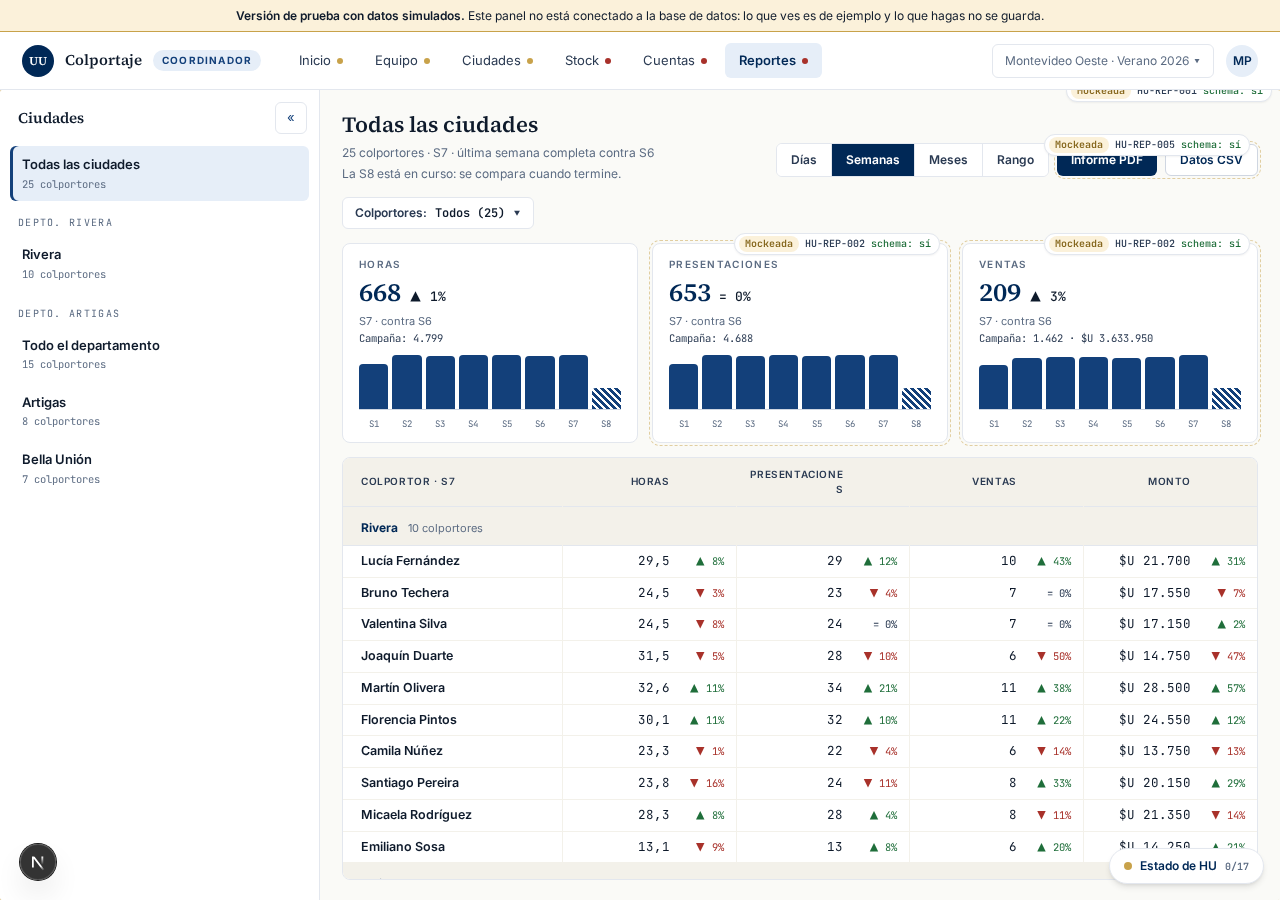 Versión de prueba con datos simulados. Este panel no está conectado a la base de datos: lo que ves es de ejemplo y lo que hagas no se guarda.
UU Colportaje COORDINADOR Inicio Equipo Ciudades Stock Cuentas Reportes Montevideo Oeste · Verano 2026 ▾ MP
Mockeada HU-REP-001 schema: sí
Ciudades «
Todas las ciudades
25 colportores
DEPTO. RIVERA
Rivera
10 colportores
DEPTO. ARTIGAS
Todo el departamento
15 colportores
Artigas
8 colportores
Bella Unión
7 colportores
Todas las ciudades
25 colportores · S7 · última semana completa contra S6
La S8 está en curso: se compara cuando termine.
Días Semanas Meses Rango
Mockeada HU-REP-005 schema: sí
Informe PDF Datos CSV
Colportores: Todos (25) ▾
HORAS
668 ▲ 1%
S7 · contra S6
Campaña: 4.799
S1 S2 S3 S4 S5 S6 S7 S8
Mockeada HU-REP-002 schema: sí
PRESENTACIONES
653 = 0%
S7 · contra S6
Campaña: 4.688
S1 S2 S3 S4 S5 S6 S7 S8
Mockeada HU-REP-002 schema: sí
VENTAS
209 ▲ 3%
S7 · contra S6
Campaña: 1.462 · $U 3.633.950
S1 S2 S3 S4 S5 S6 S7 S8
COLPORTOR · S7 HORAS PRESENTACIONE
S VENTAS MONTO
Rivera 10 colportores
Lucía Fernández 29,5 ▲ 8% 29 ▲ 12% 10 ▲ 43% $U 21.700 ▲ 31%
Bruno Techera 24,5 ▼ 3% 23 ▼ 4% 7 = 0% $U 17.550 ▼ 7%
Valentina Silva 24,5 ▼ 8% 24 = 0% 7 = 0% $U 17.150 ▲ 2%
Joaquín Duarte 31,5 ▼ 5% 28 ▼ 10% 6 ▼ 50% $U 14.750 ▼ 47%
Martín Olivera 32,6 ▲ 11% 34 ▲ 21% 11 ▲ 38% $U 28.500 ▲ 57%
Florencia Pintos 30,1 ▲ 11% 32 ▲ 10% 11 ▲ 22% $U 24.550 ▲ 12%
Camila Núñez 23,3 ▼ 1% 22 ▼ 4% 6 ▼ 14% $U 13.750 ▼ 13%
Santiago Pereira 23,8 ▼ 16% 24 ▼ 11% 8 ▲ 33% $U 20.150 ▲ 29%
Micaela Rodríguez 28,3 ▲ 8% 28 ▲ 4% 8 ▼ 11% $U 21.350 ▼ 14%
Emiliano Sosa 13,1 ▼ 9% 13 ▲ 8% 6 ▲ 20% $U 14.250 ▲ 21%
Estado de HU 0/17
N